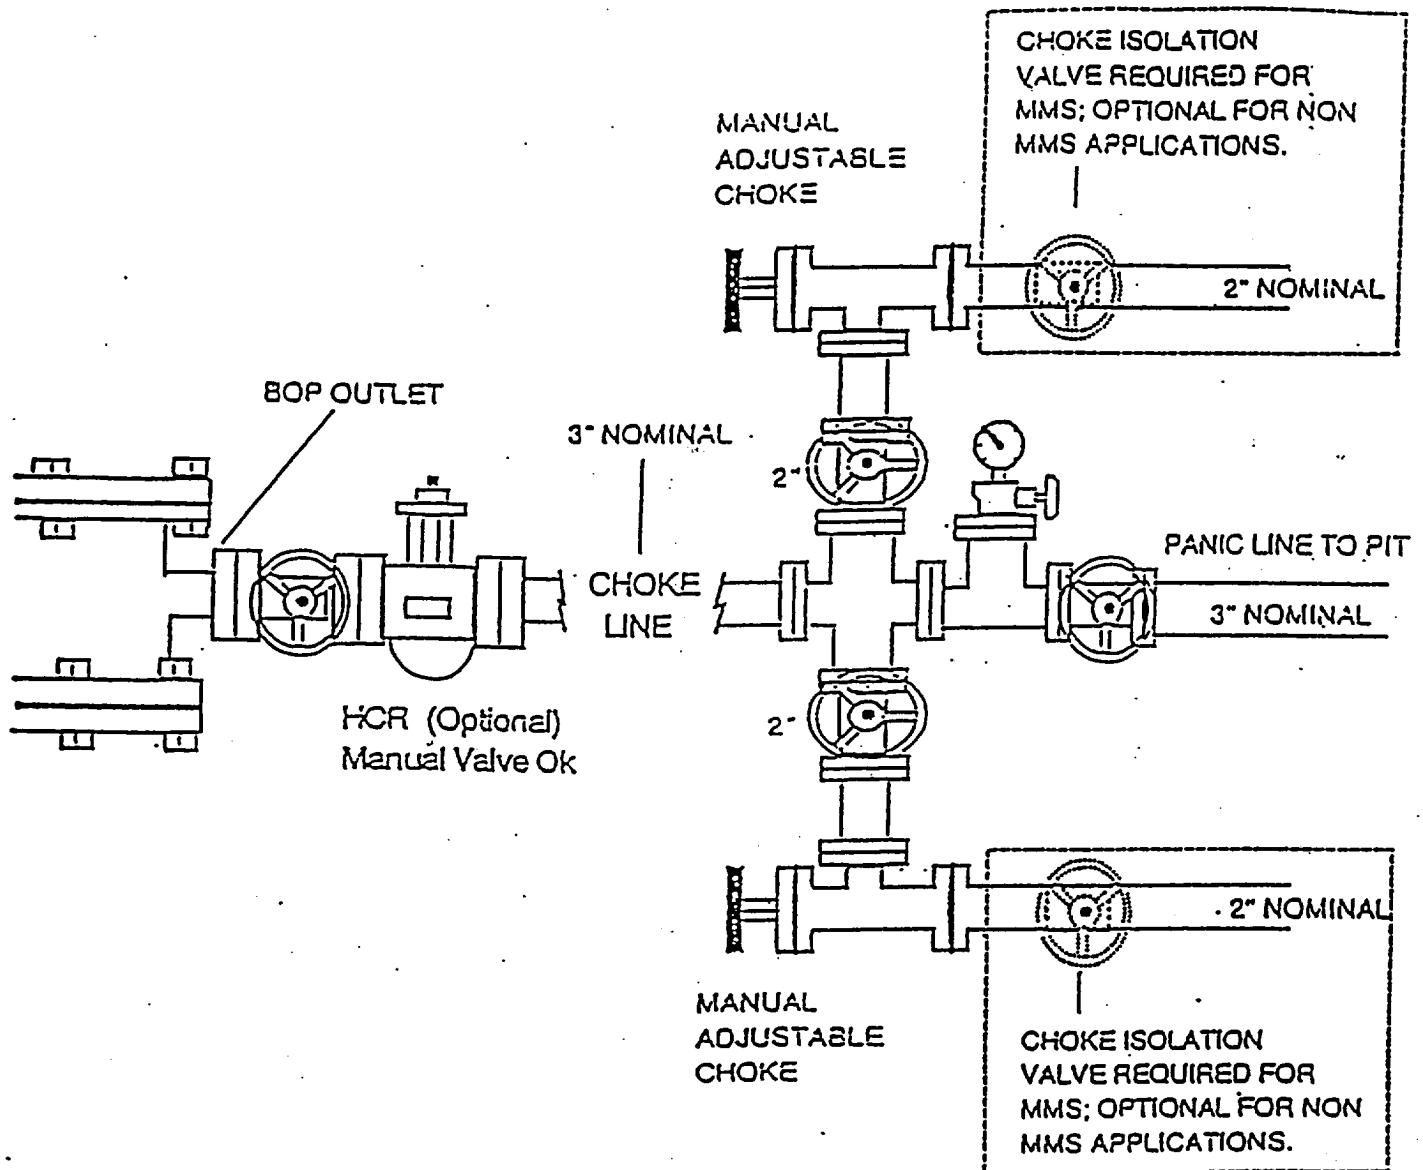 CHOKE ISOLATION
VALVE REQUIRED FOR
MMS; OPTIONAL FOR NON
MMS APPLICATIONS.
MANUAL
ADJUSTABLE
CHOKE
2" NOMINAL
BOP OUTLET
3" NOMINAL
2"
PANIC LINE TO PIT
CHOKE
LINE
3" NOMINAL
HCR (Optional)
Manual Valve Ok
2"
2" NOMINAL
MANUAL
ADJUSTABLE
CHOKE
CHOKE ISOLATION
VALVE REQUIRED FOR
MMS; OPTIONAL FOR NON
MMS APPLICATIONS.